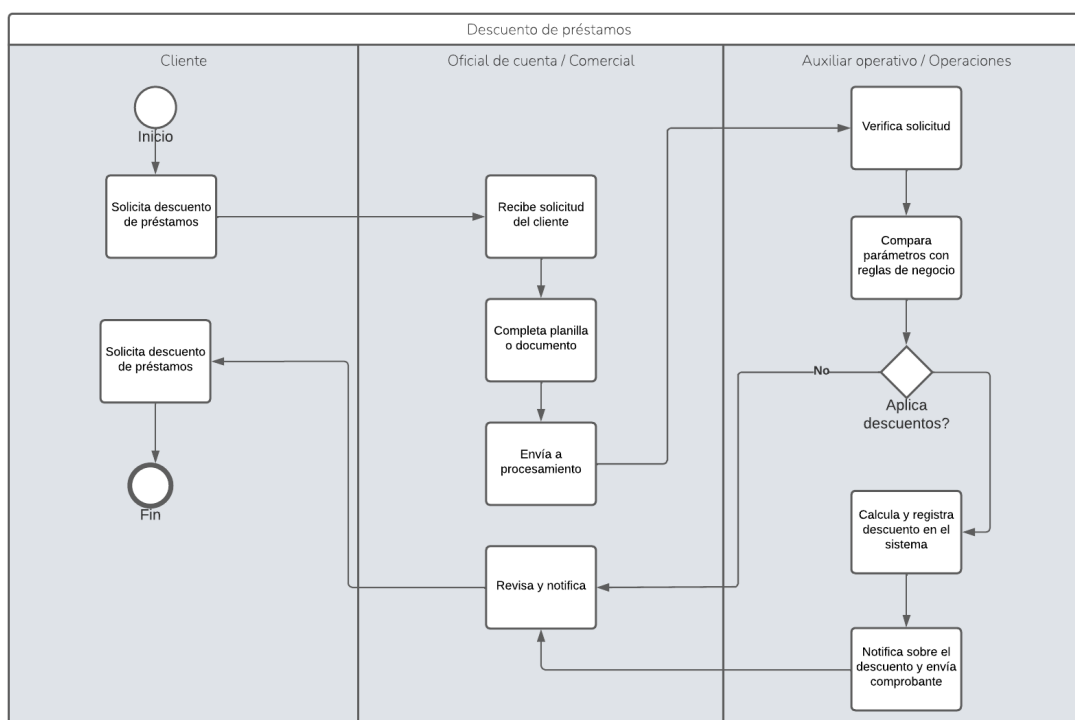 Descuento de préstamos
Cliente
Oficial de cuenta / Comercial
Auxiliar operativo / Operaciones
Inicio
Solicita descuento
de préstamos
Solicita descuento
de préstamos
Fin
Recibe solicitud
del cliente
Completa planilla
o documento
Envía a
procesamiento
Revisa y notifica
Verifica solicitud
Compara
parámetros con
reglas de negocio
No
Aplica
descuentos?
Calcula y registra
descuento en el
sistema
Notifica sobre el
descuento y envía
comprobante